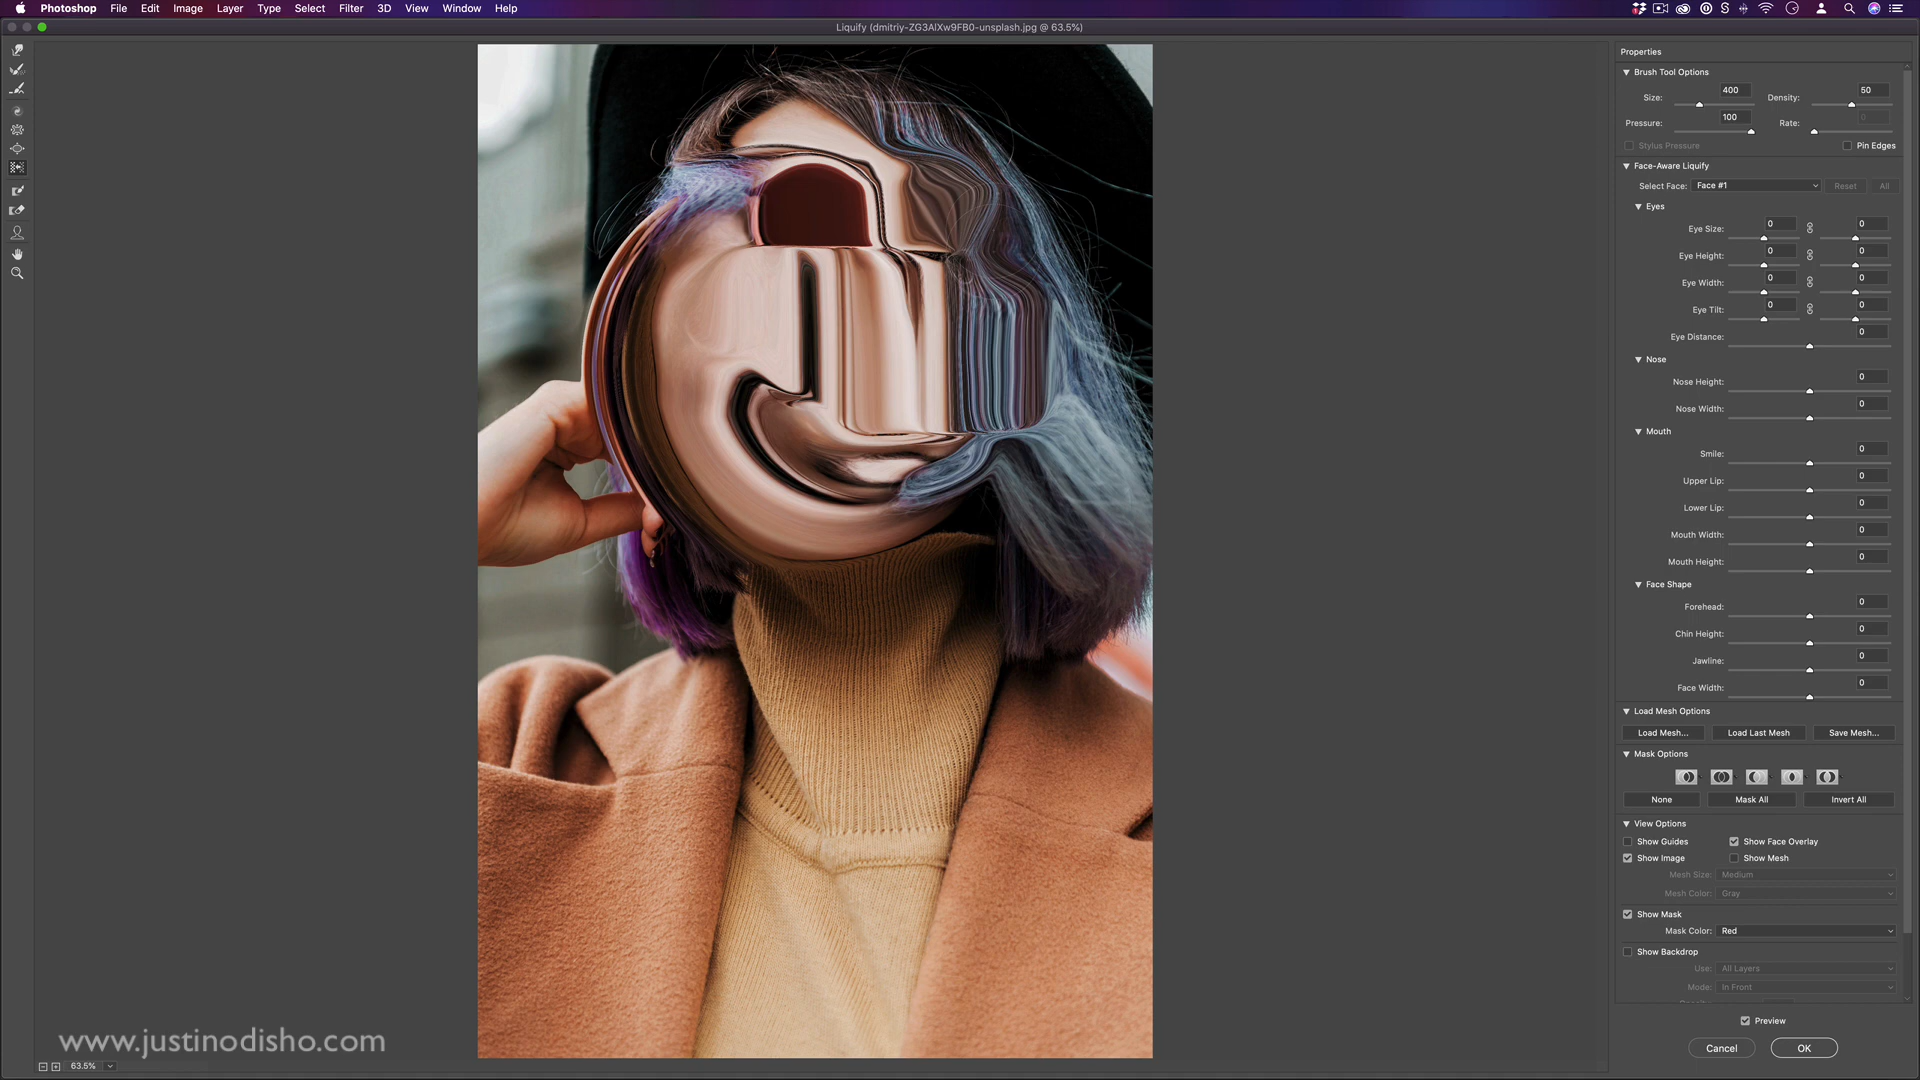 Photoshop File Edit Image Layer Type Select Filter 3D View Window Help
Liquify (dmitriy-ZG3AlXw9FB0-unsplash.jpg @ 63.5%)
Properties
Brush Tool Options
Size: 400 Density: 50
Pressure: 100 Rate: 0
Stylus Pressure Pin Edges
Face-Aware Liquify
Select Face: Face #1 Reset All
Eyes
Eye Size: 0 0
Eye Height: 0 0
Eye Width: 0 0
Eye Tilt: 0 0
Eye Distance: 0
Nose
Nose Height: 0
Nose Width: 0
Mouth
Smile: 0
Upper Lip: 0
Lower Lip: 0
Mouth Width: 0
Mouth Height: 0
Face Shape
Forehead: 0
Chin Height: 0
Jawline: 0
Face Width: 0
Load Mesh Options
Load Mesh... Load Last Mesh Save Mesh...
Mask Options
None Mask All Invert All
View Options
Show Guides Show Face Overlay
Show Image Show Mesh
Mesh Size: Medium
Mesh Color: Gray
Show Mask
Mask Color: Red
Show Backdrop
Use: All Layers
Mode: In Front
Preview
Cancel OK
www.justinodisho.com
63.5%